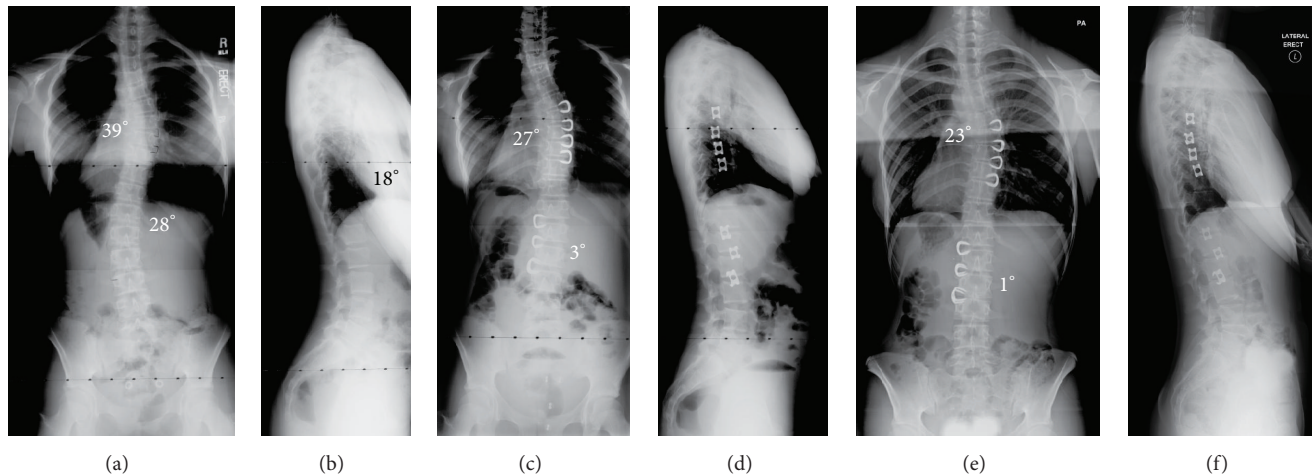 R
ERECT
39°
28°
18°
27°
3°
PA
23°
1°
LATERAL
ERECT
L
(a)
(b)
(c)
(d)
(e)
(f)